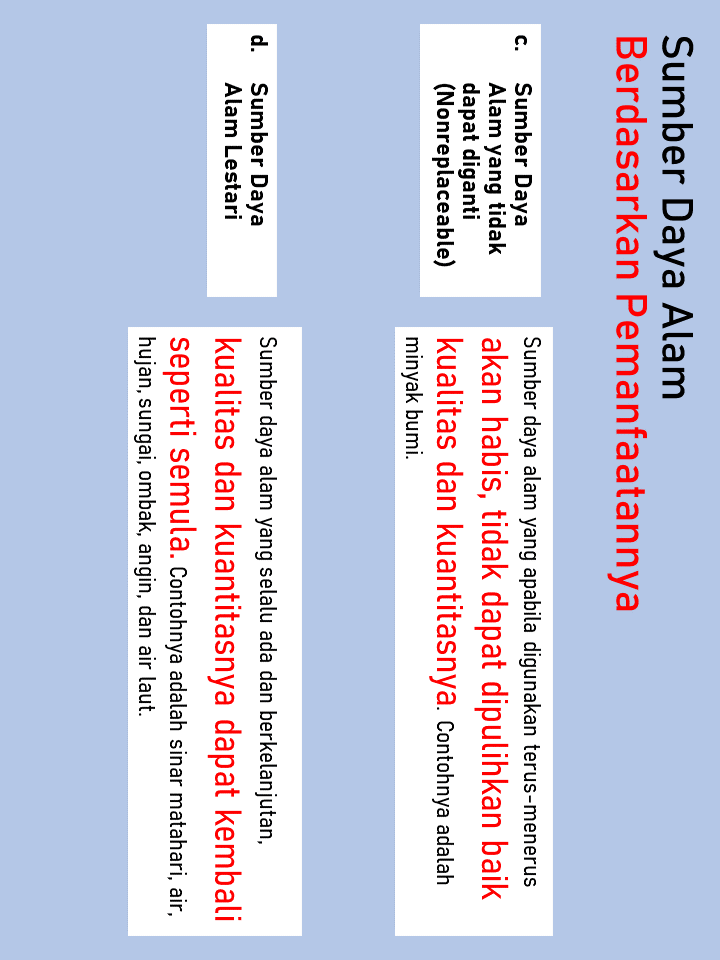 Sumber Daya Alam
Berdasarkan Pemanfaatannya
c. Sumber Daya
Alam yang tidak
dapat diganti
(Nonreplaceable)
Sumber daya alam yang apabila digunakan terus-menerus
akan habis, tidak dapat dipulihkan baik
kualitas dan kuantitasnya. Contohnya adalah
minyak bumi.
d. Sumber Daya
Alam Lestari
Sumber daya alam yang selalu ada dan berkelanjutan,
kualitas dan kuantitasnya dapat kembali
seperti semula. Contohnya adalah sinar matahari, air,
hujan, sungai, ombak, angin, dan air laut.